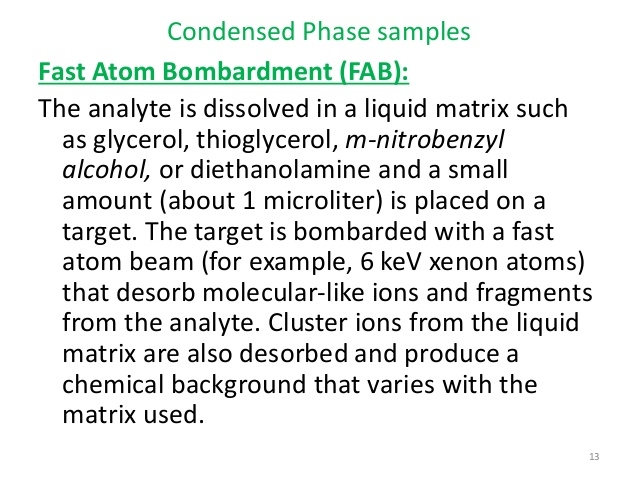 Condensed Phase samples
Fast Atom Bombardment (FAB):
The analyte is dissolved in a liquid matrix such
as glycerol, thioglycerol, m-nitrobenzyl
alcohol, or diethanolamine and a small
amount (about 1 microliter) is placed on a
target. The target is bombarded with a fast
atom beam (for example, 6 keV xenon atoms)
that desorb molecular-like ions and fragments
from the analyte. Cluster ions from the liquid
matrix are also desorbed and produce a
chemical background that varies with the
matrix used.
13